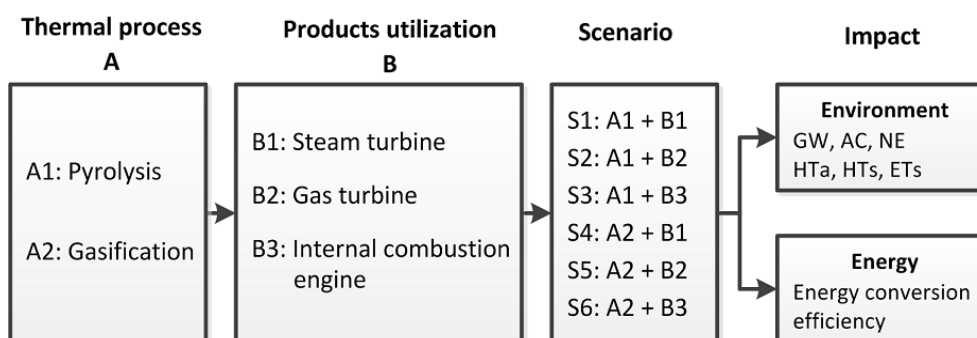 Thermal process
A
Products utilization
B
Scenario
Impact
A1: Pyrolysis
A2: Gasification
B1: Steam turbine
B2: Gas turbine
B3: Internal combustion
engine
S1: A1 + B1
S2: A1 + B2
S3: A1 + B3
S4: A2 + B1
S5: A2 + B2
S6: A2 + B3
Environment
GW, AC, NE
HTa, HTs, ETs
Energy
Energy conversion
efficiency